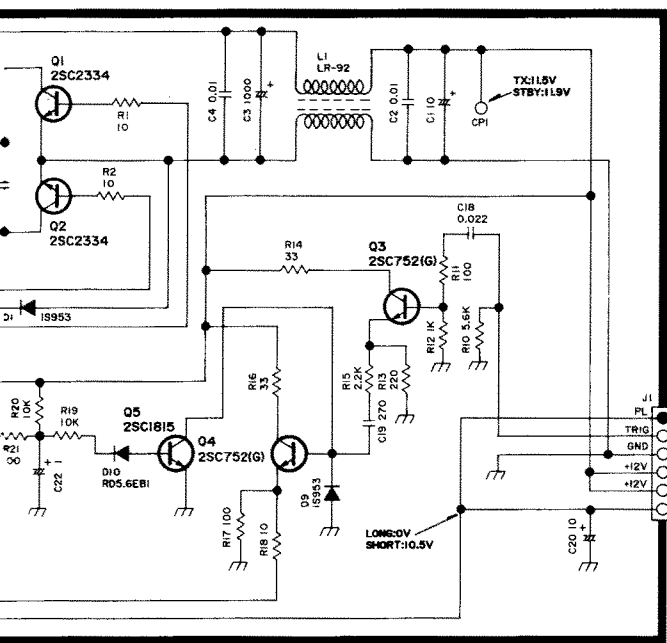 Q1
2SC2334
R1
10
C4 0.01
C3 1000
+
L1
LR-92
C2 0.01
C1 10
+
CP1
TX:11.5V
STBY:11.9V
R2
10
Q2
2SC2334
C18
0.022
R14
33
Q3
2SC752(G)
R11
100
D1
1S953
R12 1K
R10 5.6K
R16
33
R15
2.2K
R13
220
C19 270
R20
10K
R19
10K
R21
Q5
2SC1815
Q4
2SC752(G)
D10
RD5.6EB1
+ -
C22
D9
1S953
R17 100
R18 10
LONG:0V
SHORT:10.5V
C20 10
+
J1
PL
TRIG
GND
+12V
+12V